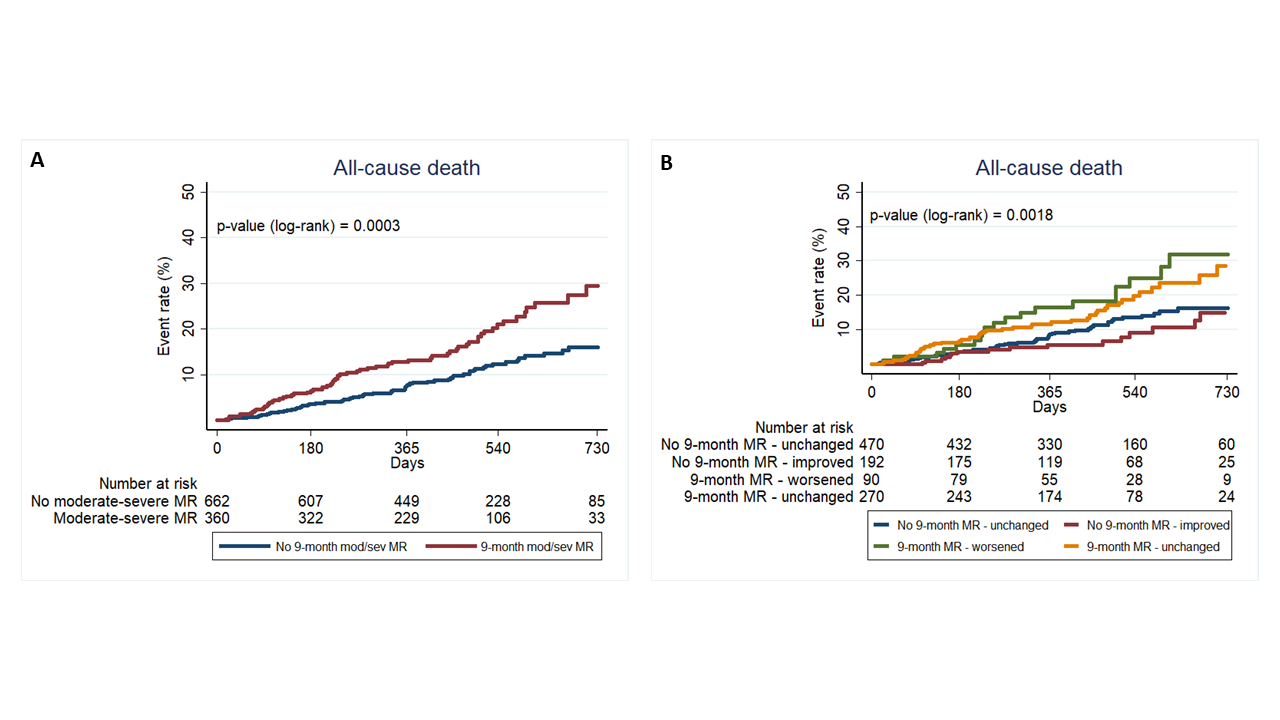 A
All-cause death
p-value (log-rank) = 0.0003
Event rate (%)
50
40
30
20
10
0 180 365 540 730
Days
Number at risk
No moderate-severe MR 662 607 449 228 85
Moderate-severe MR 360 322 229 106 33
No 9-month mod/sev MR 9-month mod/sev MR
B
All-cause death
p-value (log-rank) = 0.0018
Event rate (%)
50
40
30
20
10
0 180 365 540 730
Days
Number at risk
No 9-month MR - unchanged 470 432 330 160 60
No 9-month MR - improved 192 175 119 68 25
9-month MR - worsened 90 79 55 28 9
9-month MR - unchanged 270 243 174 78 24
No 9-month MR - unchanged No 9-month MR - improved
9-month MR - worsened 9-month MR - unchanged